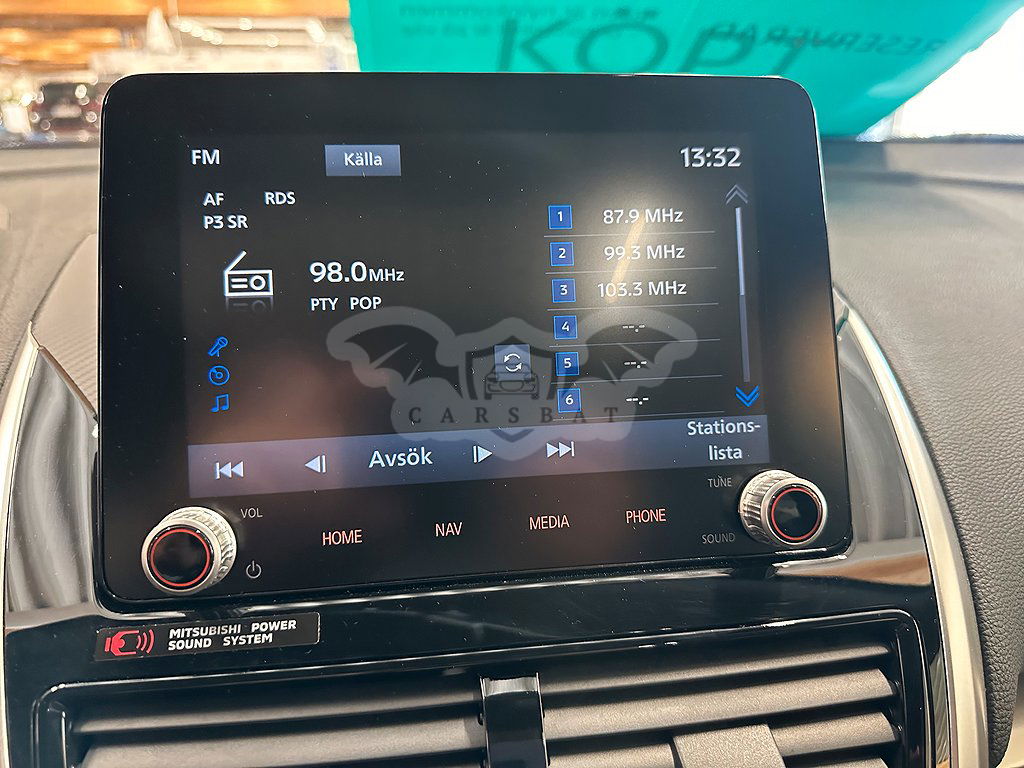 FM
Källa
13:32
AF RDS
P3 SR
98.0 MHz
PTY POP
1 87.9 MHz
2 99.3 MHz
3 103.3 MHz
4 --.-
5 --.-
6 --.-
CARSBAT
Avsök
Stations-
lista
VOL
HOME
NAV
MEDIA
PHONE
TUNE
SOUND
MITSUBISHI POWER
SOUND SYSTEM